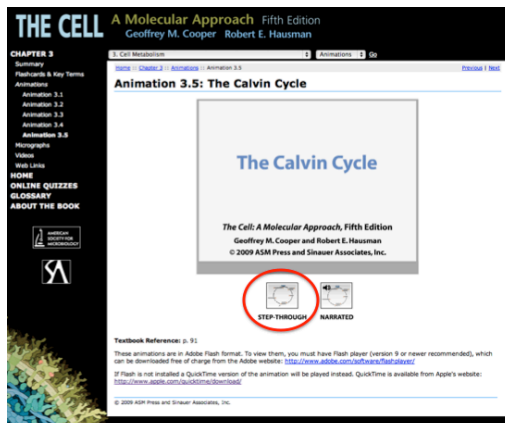 THE CELL
A Molecular Approach Fifth Edition
Geoffrey M. Cooper Robert E. Hausman
CHAPTER 3
Summary
Flashcards & Key Terms
Animations
Animation 3.1
Animation 3.2
Animation 3.3
Animation 3.4
Animation 3.5
Micrographs
Videos
Web Links
HOME
ONLINE QUIZZES
GLOSSARY
ABOUT THE BOOK
AMERICAN
SOCIETY FOR
MICROBIOLOGY
3. Cell Metabolism
Animations
Go
Home :: Chapter 3 :: Animations :: Animation 3.5
Previous | Next
Animation 3.5: The Calvin Cycle
The Calvin Cycle
The Cell: A Molecular Approach, Fifth Edition
Geoffrey M. Cooper and Robert E. Hausman
© 2009 ASM Press and Sinauer Associates, Inc.
STEP-THROUGH
NARRATED
Textbook Reference: p. 91
These animations are in Adobe Flash format. To view them, you must have Flash player (version 9 or newer recommended), which
can be downloaded free of charge from the Adobe website: http://www.adobe.com/software/flashplayer/
If Flash is not installed a QuickTime version of the animation will be played instead. QuickTime is available from Apple's website:
http://www.apple.com/quicktime/download/
© 2009 ASM Press and Sinauer Associates, Inc.